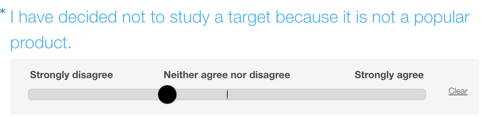 * I have decided not to study a target because it is not a popular
product.
Strongly disagree Neither agree nor disagree Strongly agree
Clear